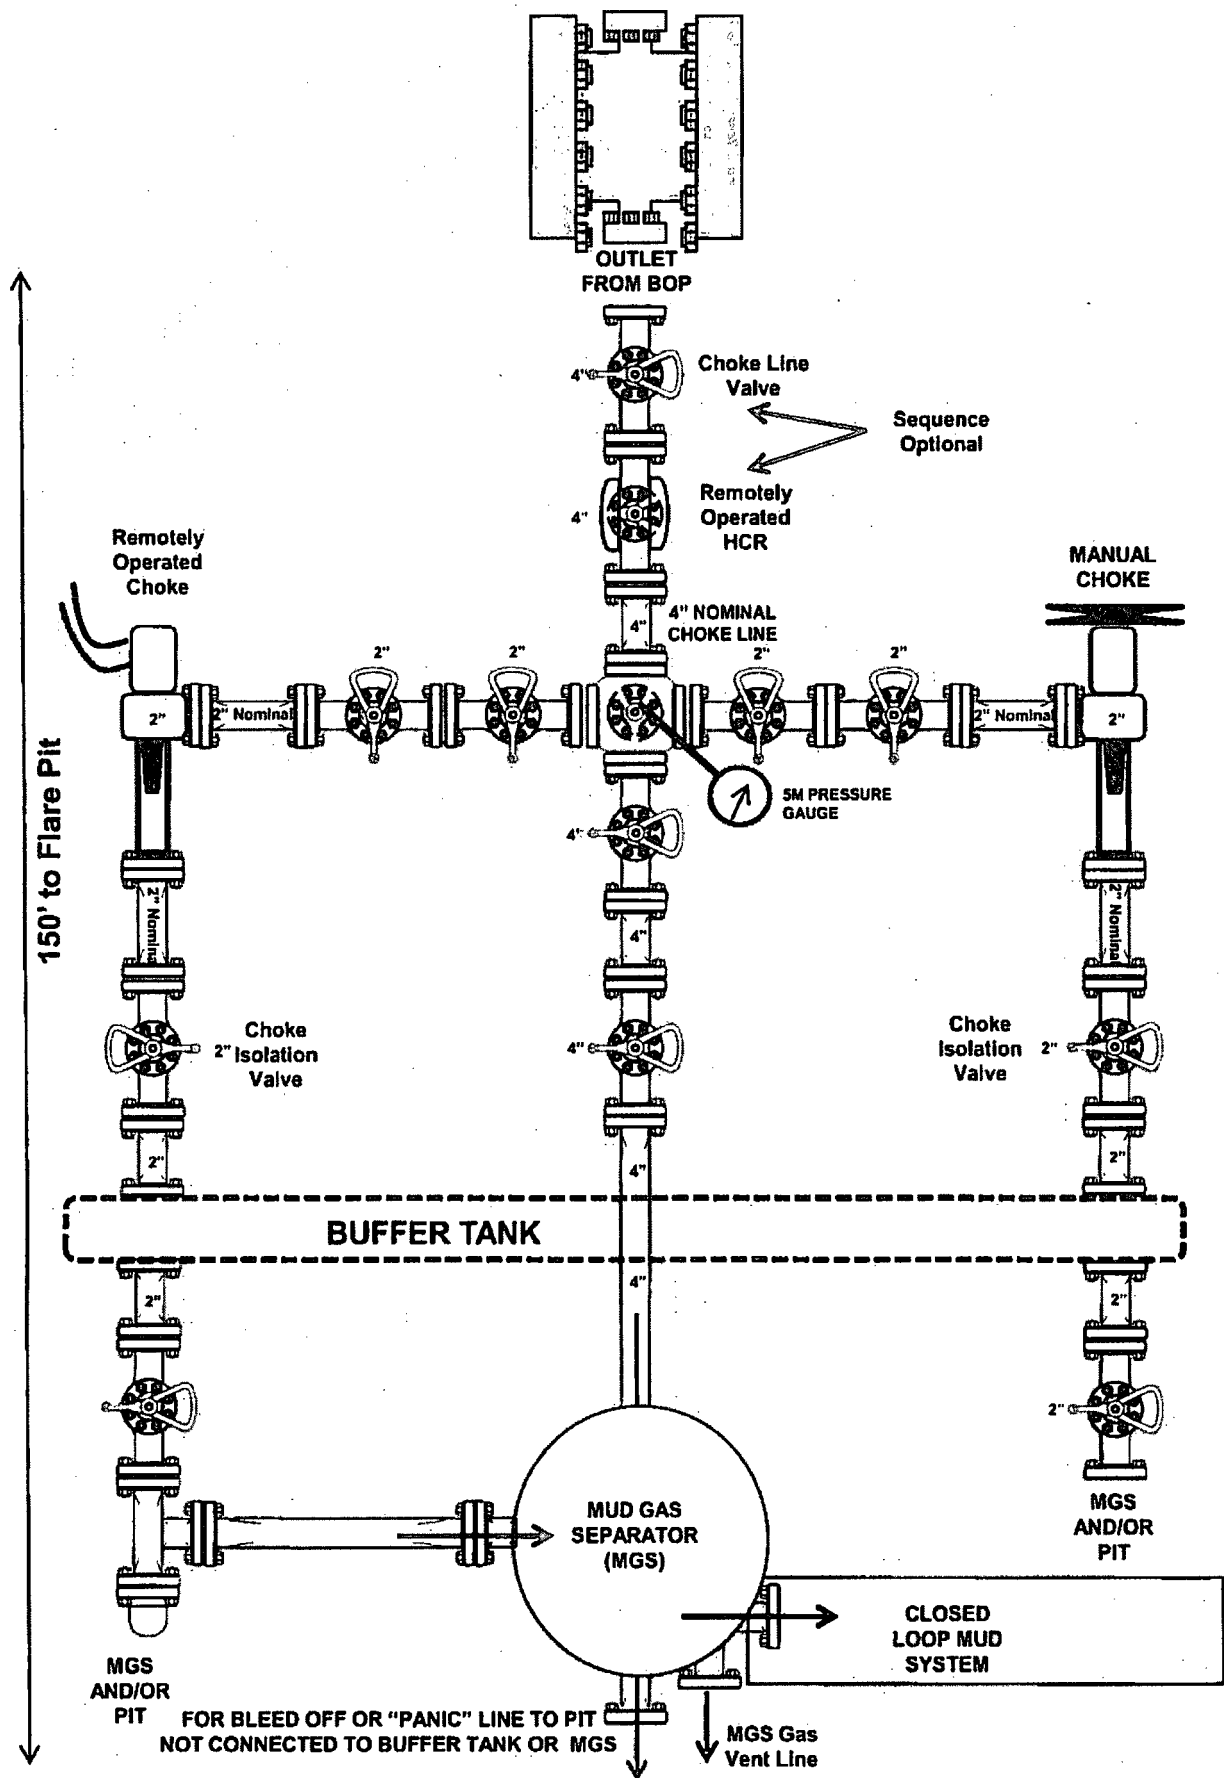 OUTLET
FROM BOP
4"
Choke Line
Valve
Sequence
Optional
4"
Remotely
Operated
HCR
Remotely
Operated
Choke
MANUAL
CHOKE
4"
4" NOMINAL
CHOKE LINE
2"
2"
2"
2"
2"
2" Nominal
2" Nominal
2"
5M PRESSURE
GAUGE
4"
150' to Flare Pit
2" Nominal
4"
2" Nominal
2"
Choke
Isolation
Valve
4"
Choke
Isolation
Valve
2"
2"
4"
2"
BUFFER TANK
4"
2"
2"
2"
MUD GAS
SEPARATOR
(MGS)
MGS
AND/OR
PIT
CLOSED
LOOP MUD
SYSTEM
MGS
AND/OR
PIT
FOR BLEED OFF OR "PANIC" LINE TO PIT
NOT CONNECTED TO BUFFER TANK OR MGS
MGS Gas
Vent Line